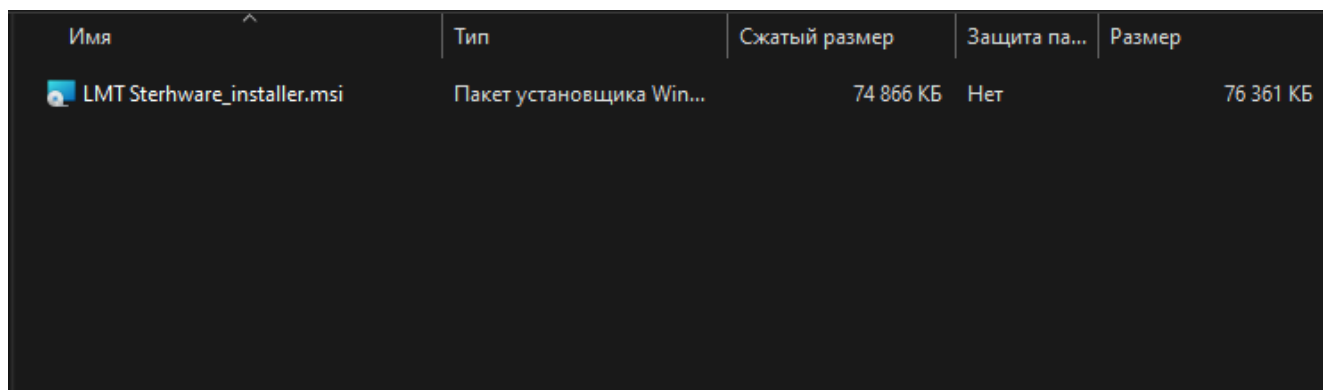 Имя Тип Сжатый размер Защита па... Размер
LMT Sterhware_installer.msi Пакет установщика Win... 74 866 КБ Нет 76 361 КБ